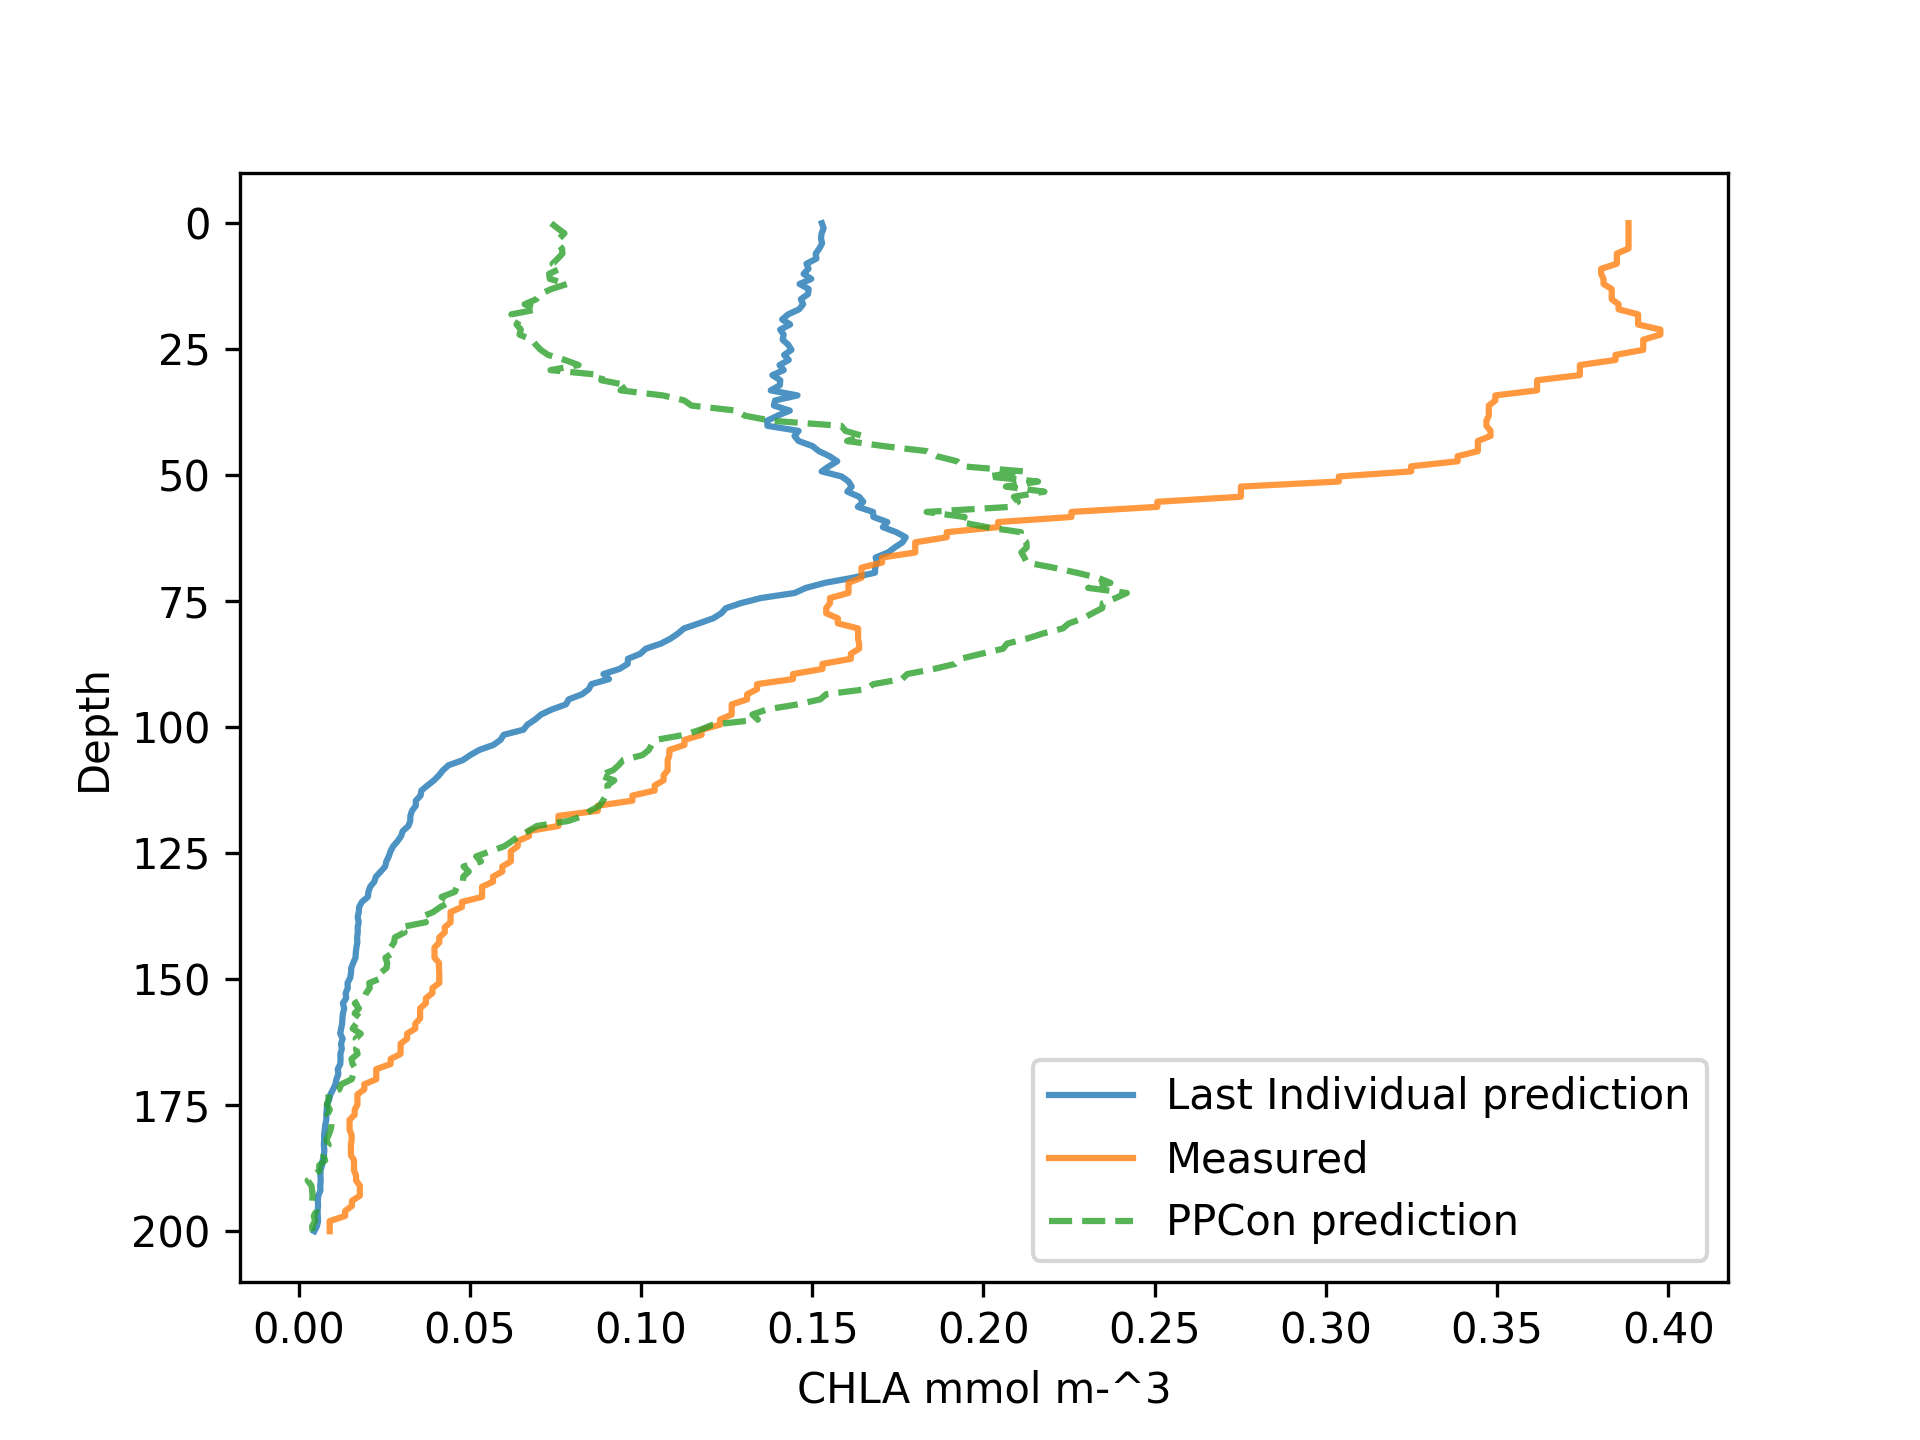 0
25
50
75
100
125
150
175
200
Depth
0.00 0.05 0.10 0.15 0.20 0.25 0.30 0.35 0.40
CHLA mmol m-^3
Last Individual prediction
Measured
PPCon prediction